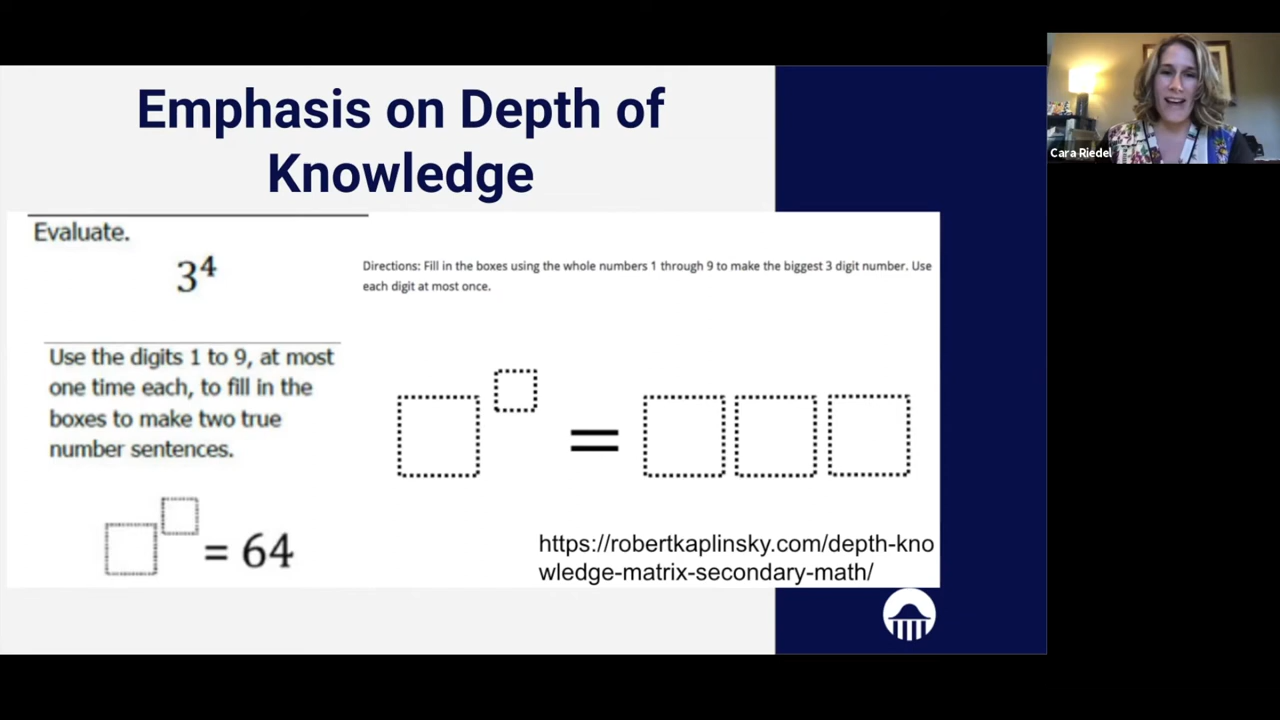 Emphasis on Depth of
Knowledge
Cara Riedel
Evaluate.
3⁴
Directions: Fill in the boxes using the whole numbers 1 through 9 to make the biggest 3 digit number. Use
each digit at most once.
Use the digits 1 to 9, at most
one time each, to fill in the
boxes to make two true
number sentences.
= 64
=
https://robertkaplinsky.com/depth-kno
wledge-matrix-secondary-math/